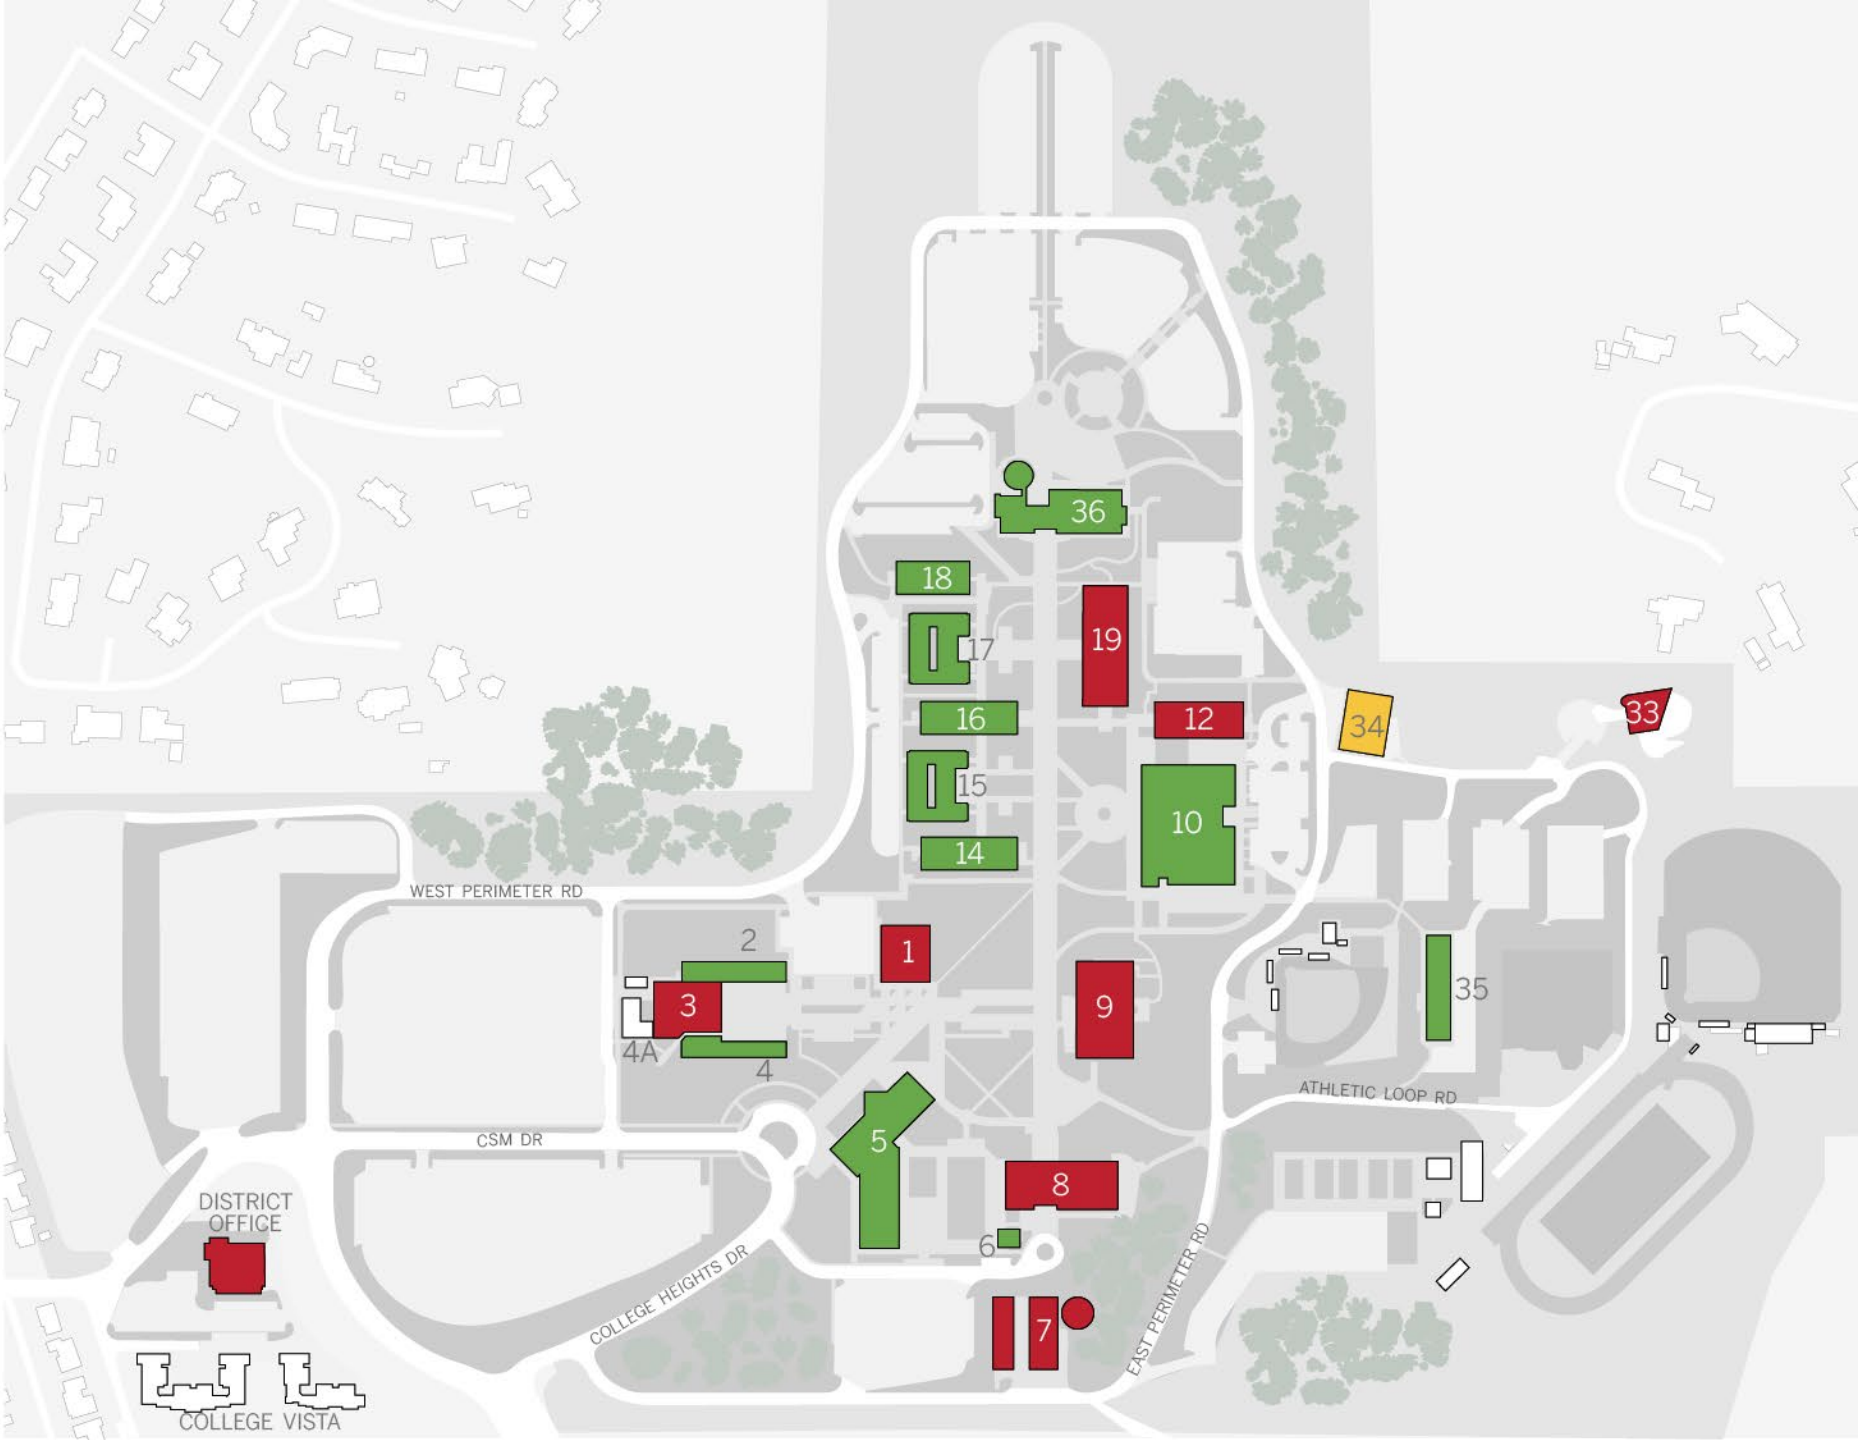 36
18
19
17
16
12
34
33
15
10
14
WEST PERIMETER RD
2
1
35
3
9
4A
4
ATHLETIC LOOP RD
CSM DR
5
8
DISTRICT
OFFICE
6
COLLEGE HEIGHTS DR
EAST PERIMETER RD
7
COLLEGE VISTA